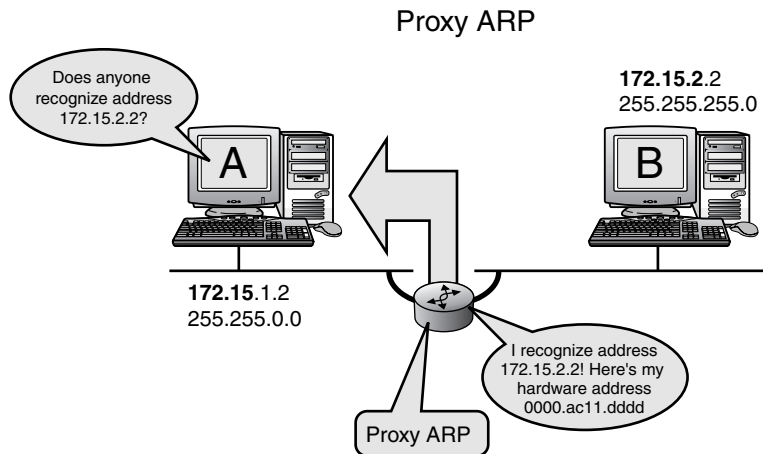 Proxy ARP
Does anyone
recognize address
172.15.2.2?
172.15.2.2
255.255.255.0
A
B
172.15.1.2
255.255.0.0
I recognize address
172.15.2.2! Here's my
hardware address
0000.ac11.dddd
Proxy ARP